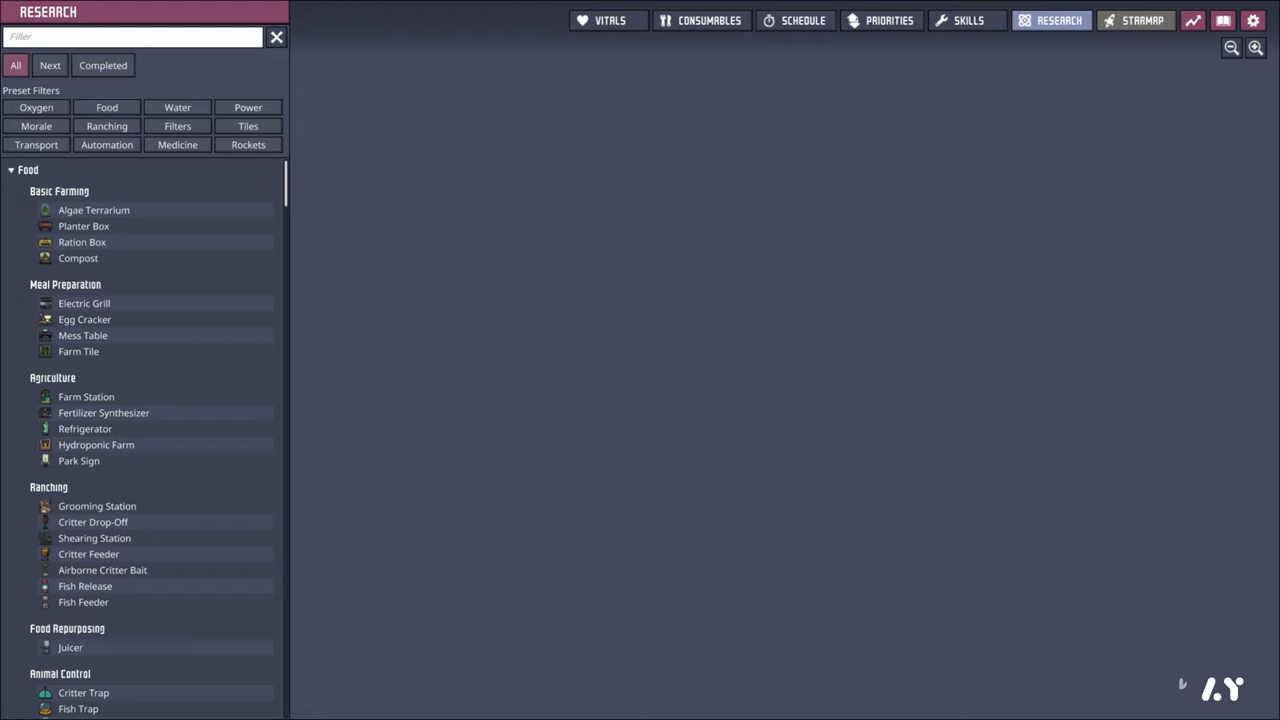 RESEARCH
VITALS CONSUMABLES SCHEDULE PRIORITIES SKILLS RESEARCH STARMAP
Filter
All Next Completed
Preset Filters
Oxygen Food Water Power
Morale Ranching Filters Tiles
Transport Automation Medicine Rockets
Food
Basic Farming
Algae Terrarium
Planter Box
Ration Box
Compost
Meal Preparation
Electric Grill
Egg Cracker
Mess Table
Farm Tile
Agriculture
Farm Station
Fertilizer Synthesizer
Refrigerator
Hydroponic Farm
Park Sign
Ranching
Grooming Station
Critter Drop-Off
Shearing Station
Critter Feeder
Airborne Critter Bait
Fish Release
Fish Feeder
Food Repurposing
Juicer
Animal Control
Critter Trap
Fish Trap